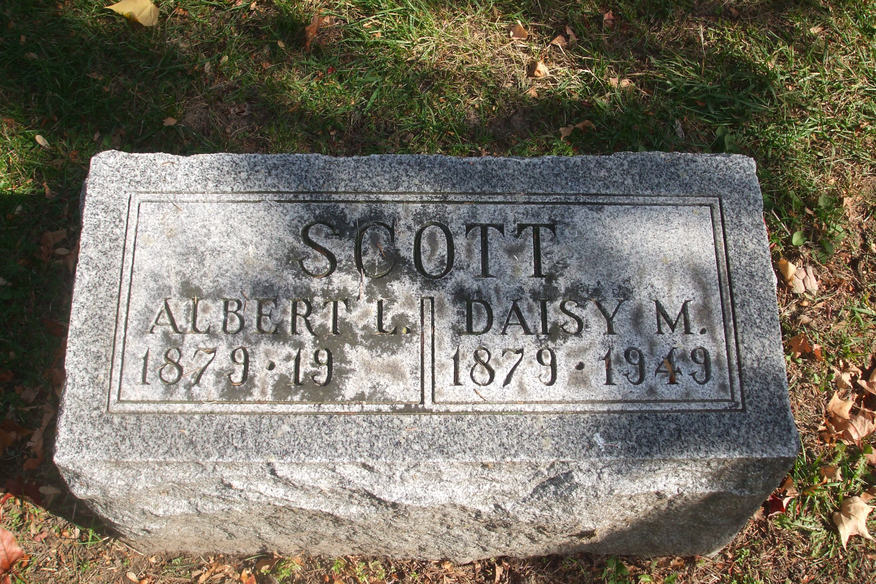 SCOTT
ALBERT L. DAISY M.
1879 · 19 1879 · 1949